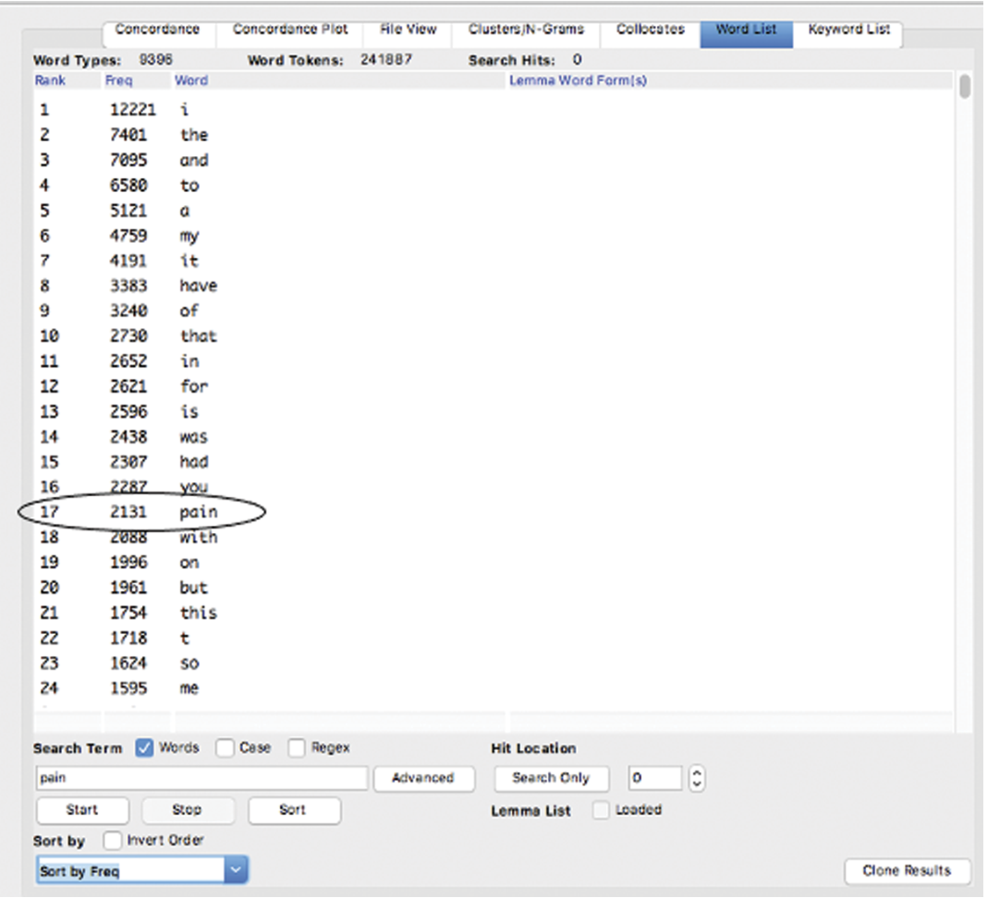 Concordance Concordance Plot File View Clusters/N-Grams Collocates Word List Keyword List
Word Types: 9396 Word Tokens: 241887 Search Hits: 0
Rank Freq Word Lemma Word Form(s)
1 12221 i
2 7401 the
3 7095 and
4 6580 to
5 5121 a
6 4759 my
7 4191 it
8 3383 have
9 3240 of
10 2730 that
11 2652 in
12 2621 for
13 2596 is
14 2438 was
15 2307 had
16 2287 you
17 2131 pain
18 2088 with
19 1996 on
20 1961 but
21 1754 this
22 1718 t
23 1624 so
24 1595 me
Search Term Words Case Regex Hit Location
pain Advanced Search Only 0
Start Stop Sort Lemma List Loaded
Sort by Invert Order
Sort by Freq Clone Results